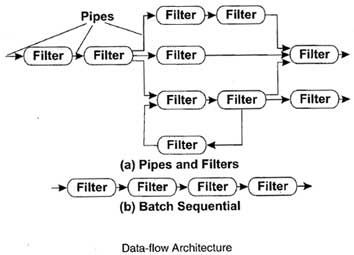 Pipes
Filter Filter
Filter Filter Filter Filter
Filter Filter Filter
Filter
(a) Pipes and Filters
Filter Filter Filter Filter
(b) Batch Sequential
Data-flow Architecture